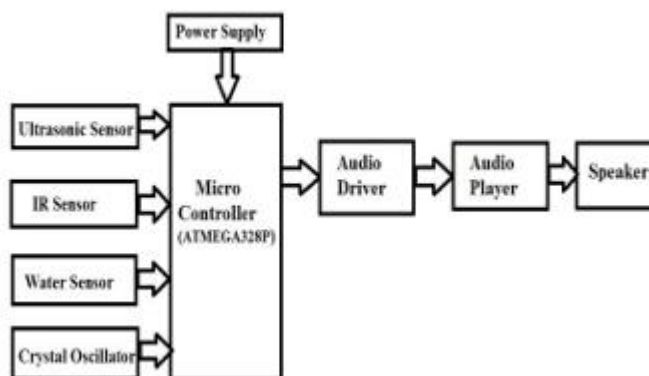 Power Supply
Ultrasonic Sensor
IR Sensor
Water Sensor
Crystal Oscillator
Micro
Controller
(ATMEGA328P)
Audio
Driver
Audio
Player
Speaker